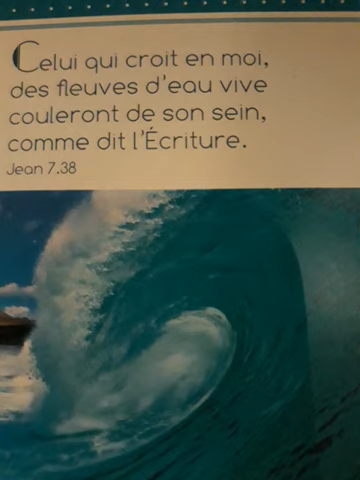 Celui qui croit en moi,
des fleuves d'eau vive
couleront de son sein,
comme dit l'Écriture.
Jean 7.38